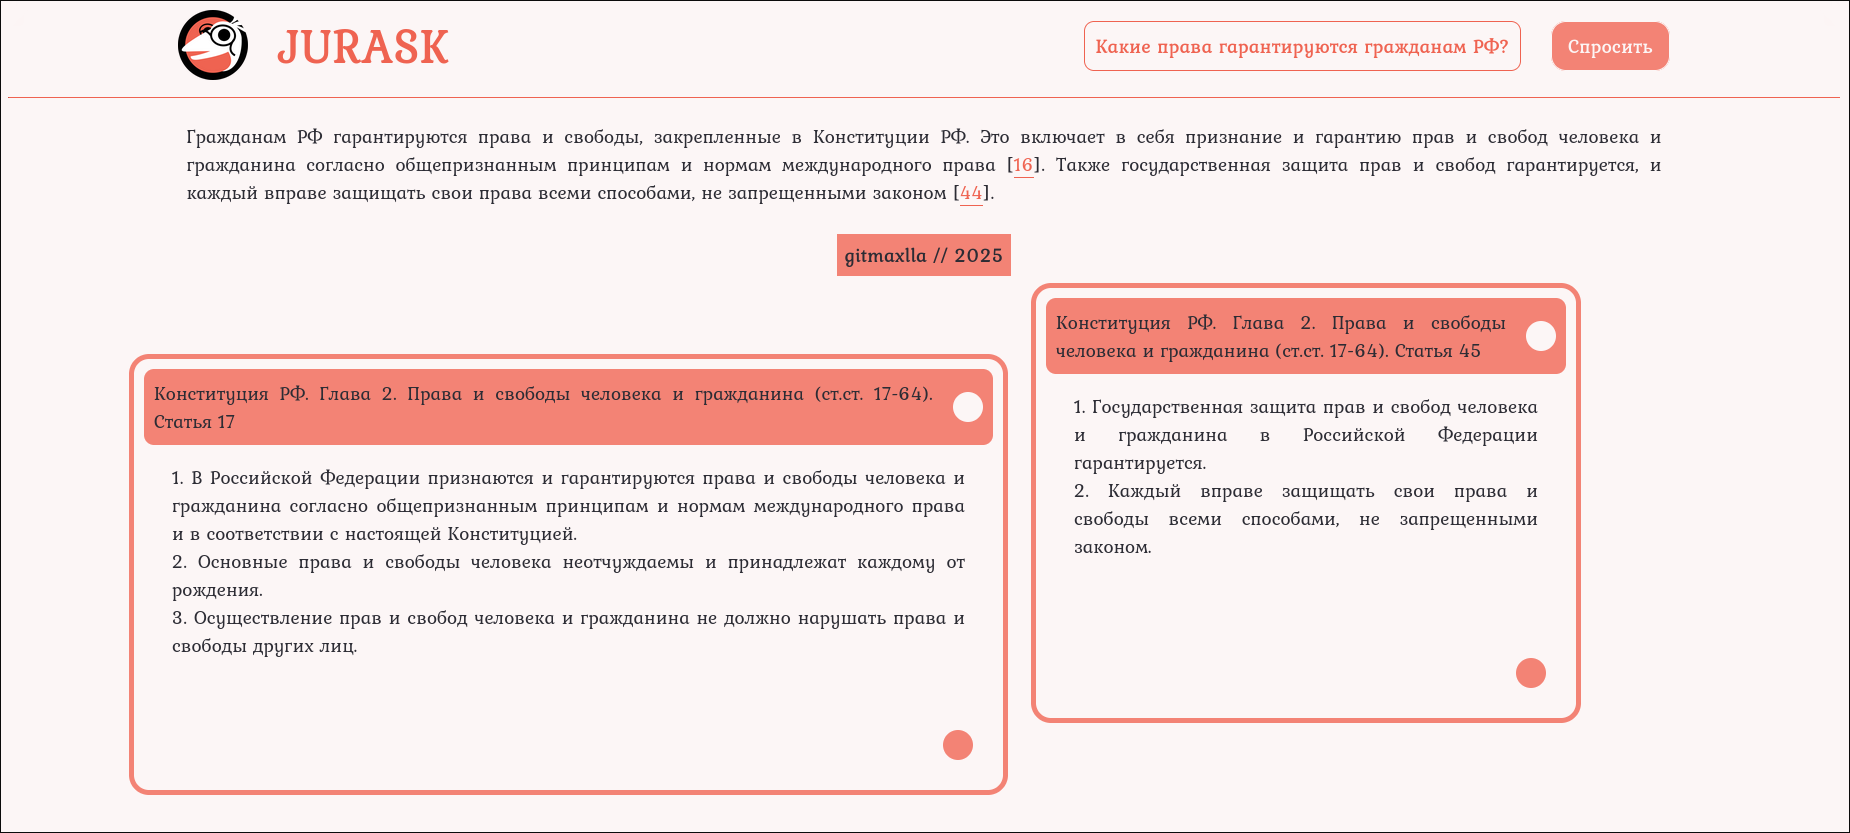 JURASK
Какие права гарантируются гражданам РФ?
Спросить
Гражданам РФ гарантируются права и свободы, закрепленные в Конституции РФ. Это включает в себя признание и гарантию прав и свобод человека и
гражданина согласно общепризнанным принципам и нормам международного права [16]. Также государственная защита прав и свобод гарантируется, и
каждый вправе защищать свои права всеми способами, не запрещенными законом [44].
gitmaxlla // 2025
Конституция РФ. Глава 2. Права и свободы человека и гражданина (ст.ст. 17-64).
Статья 17
1. В Российской Федерации признаются и гарантируются права и свободы человека и
гражданина согласно общепризнанным принципам и нормам международного права
и в соответствии с настоящей Конституцией.
2. Основные права и свободы человека неотчуждаемы и принадлежат каждому от
рождения.
3. Осуществление прав и свобод человека и гражданина не должно нарушать права и
свободы других лиц.
Конституция РФ. Глава 2. Права и свободы
человека и гражданина (ст.ст. 17-64). Статья 45
1. Государственная защита прав и свобод человека
и гражданина в Российской Федерации
гарантируется.
2. Каждый вправе защищать свои права и
свободы всеми способами, не запрещенными
законом.